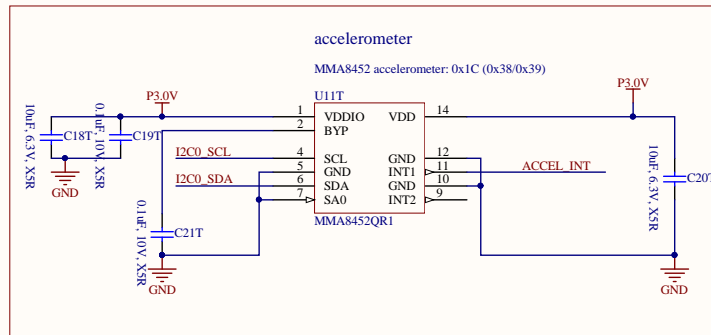 accelerometer
MMA8452 accelerometer: 0x1C (0x38/0x39)
P3.0V
U11T
P3.0V
1
VDDIO
VDD
14
2
BYP
10uF, 6.3V, X5R
C18T
0.1uF, 10V, X5R
C19T
I2C0_SCL
4
SCL
GND
12
5
GND
INT1
11
ACCEL_INT
I2C0_SDA
6
SDA
GND
10
7
SA0
INT2
9
GND
MMA8452QR1
0.1uF, 10V, X5R
C21T
10uF, 6.3V, X5R
C20T
GND
GND